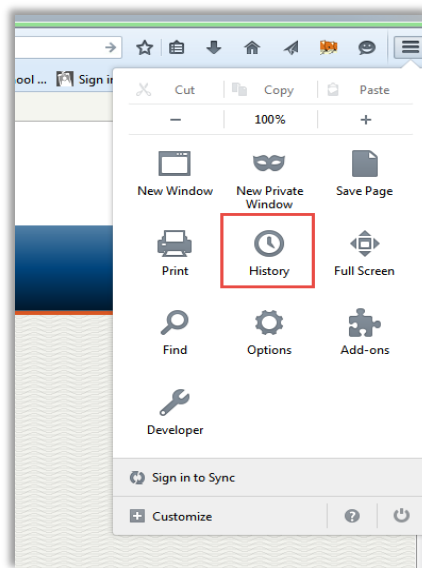 ool ... Sign in
Cut Copy Paste
100%
New Window New Private Window Save Page
Print History Full Screen
Find Options Add-ons
Developer
Sign in to Sync
Customize